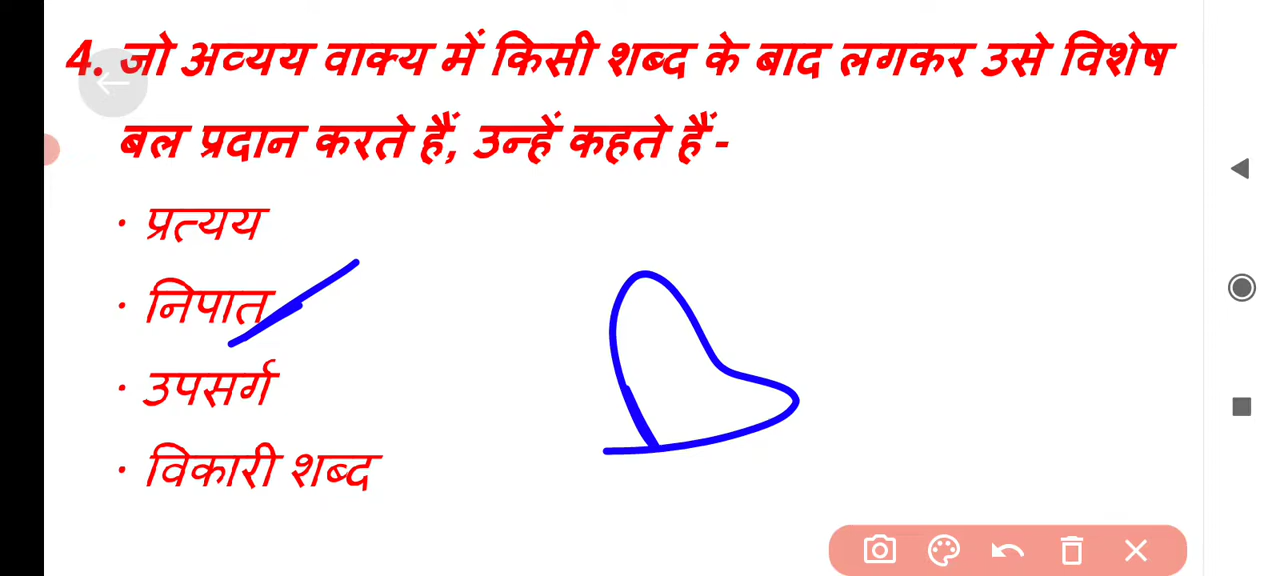 4. जो अव्यय वाक्य में किसी शब्द के बाद लगकर उसे विशेष
बल प्रदान करते हैं, उन्हें कहते हैं -
· प्रत्यय
· निपात
· उपसर्ग
· विकारी शब्द